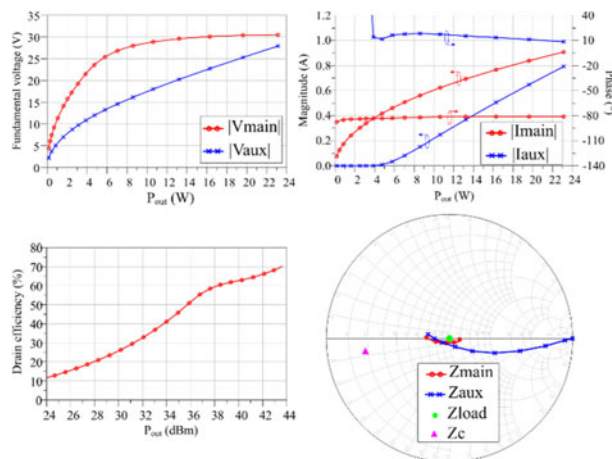 35
30
25
20
15
10
5
0
Fundamental voltage (V)
|Vmain|
|Vaux|
0 2 4 6 8 10 12 14 16 18 20 22 24
Pout (W)
1.2
1.0
0.8
0.6
0.4
0.2
0.0
Magnitude (A)
40
10
-20
-50
-80
-110
-140
Phase (°)
|Imain|
|Iaux|
0 2 4 6 8 10 12 14 16 18 20 22 24
Pout (W)
80
70
60
50
40
30
20
10
0
Drain efficiency (%)
24 26 28 30 32 34 36 38 40 42 44
Pout (dBm)
Zmain
Zaux
Zload
Zc